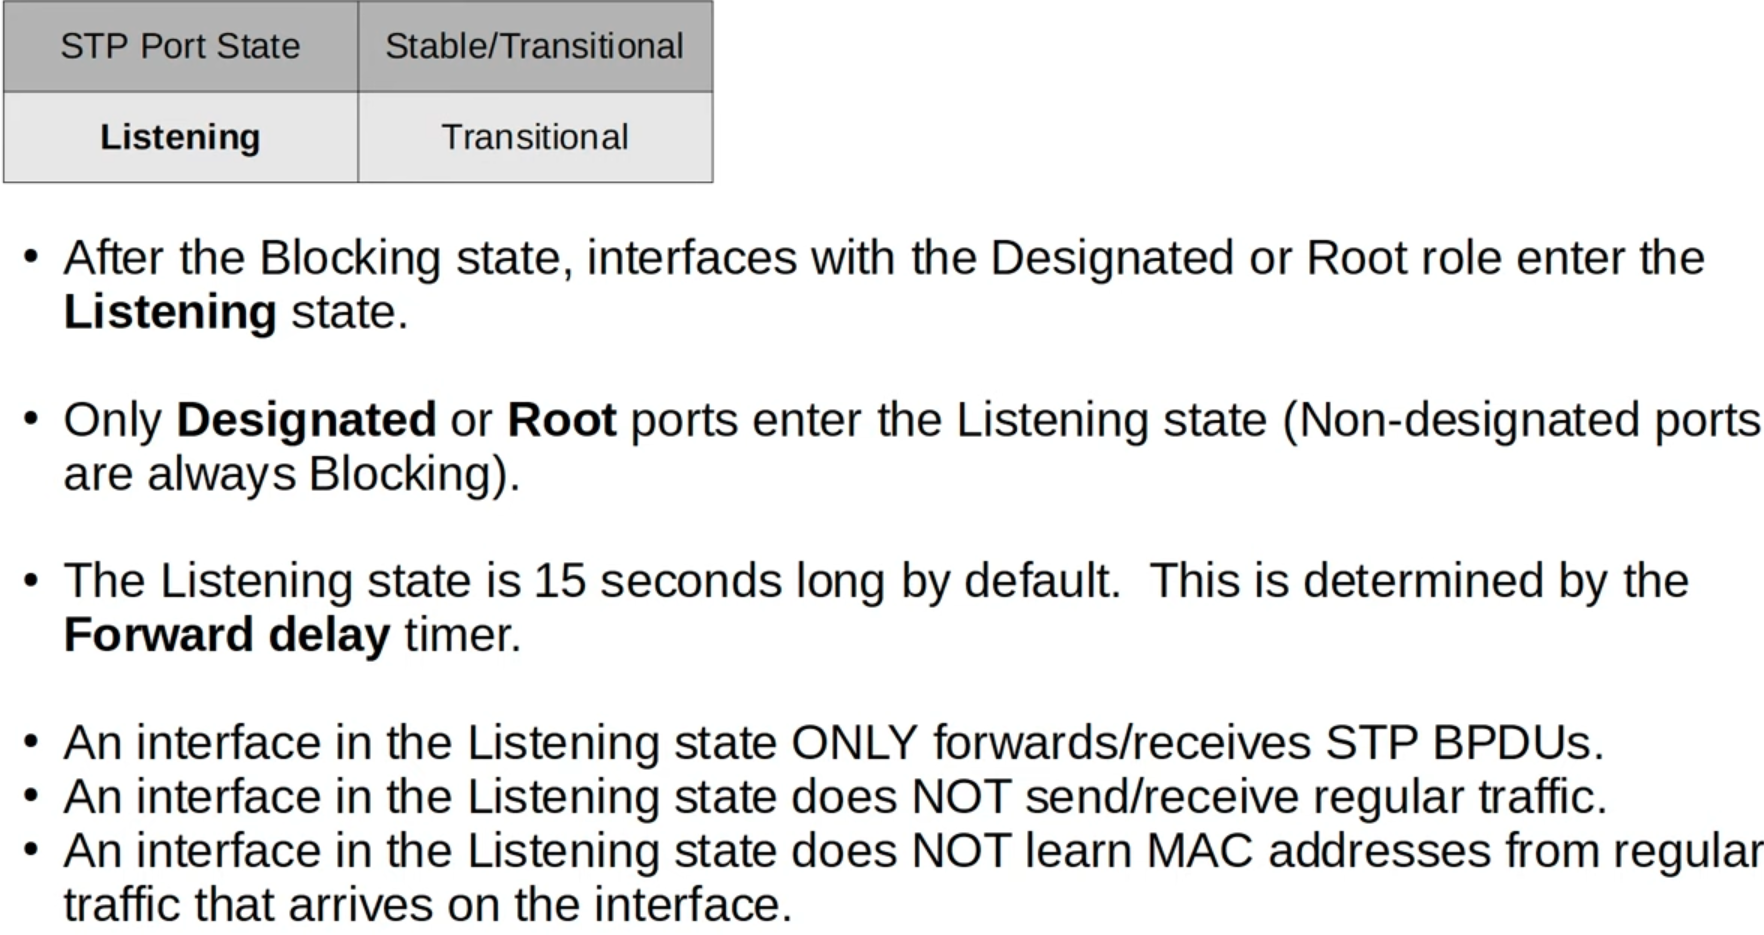 STP Port State Stable/Transitional
Listening Transitional
• After the Blocking state, interfaces with the Designated or Root role enter the
Listening state.
• Only Designated or Root ports enter the Listening state (Non-designated ports
are always Blocking).
• The Listening state is 15 seconds long by default.  This is determined by the
Forward delay timer.
• An interface in the Listening state ONLY forwards/receives STP BPDUs.
• An interface in the Listening state does NOT send/receive regular traffic.
• An interface in the Listening state does NOT learn MAC addresses from regular
traffic that arrives on the interface.